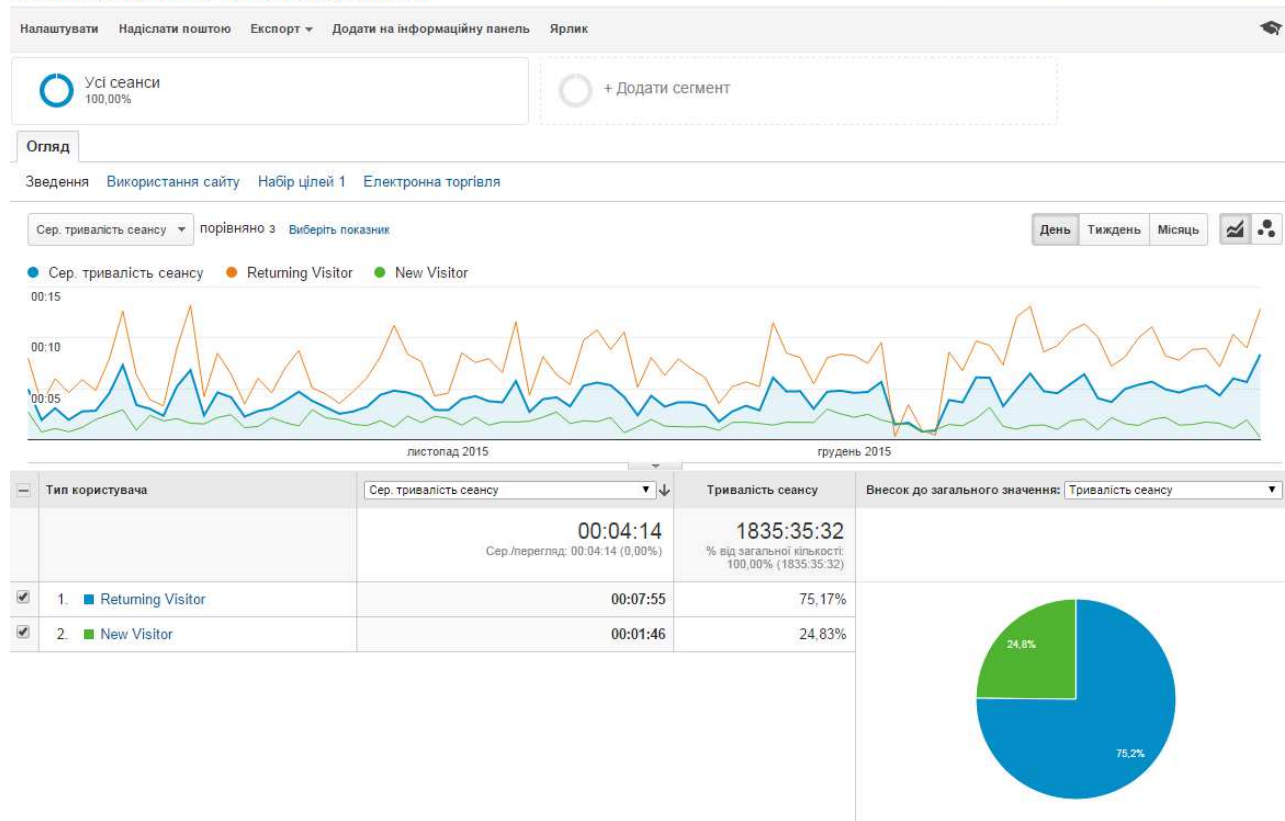 Налаштувати Надіслати поштою Експорт Додати на інформаційну панель Ярлик
Усі сеанси
100,00%
+ Додати сегмент
Огляд
Зведення Використання сайту Набір цілей 1 Електронна торгівля
Сер. тривалість сеансу порівняно з Виберіть показник День Тиждень Місяць
Сер. тривалість сеансу Returning Visitor New Visitor
00:15
00:10
00:05
листопад 2015 грудень 2015
Тип користувача Сер. тривалість сеансу Тривалість сеансу Внесок до загального значення: Тривалість сеансу
00:04:14 1835:35:32
Сер./перегляд: 00:04:14 (0,00%) % від загальної кількості:
100,00% (1835:35:32)
1. Returning Visitor 00:07:55 75,17%
2. New Visitor 00:01:46 24,83%
24,8%
75,2%